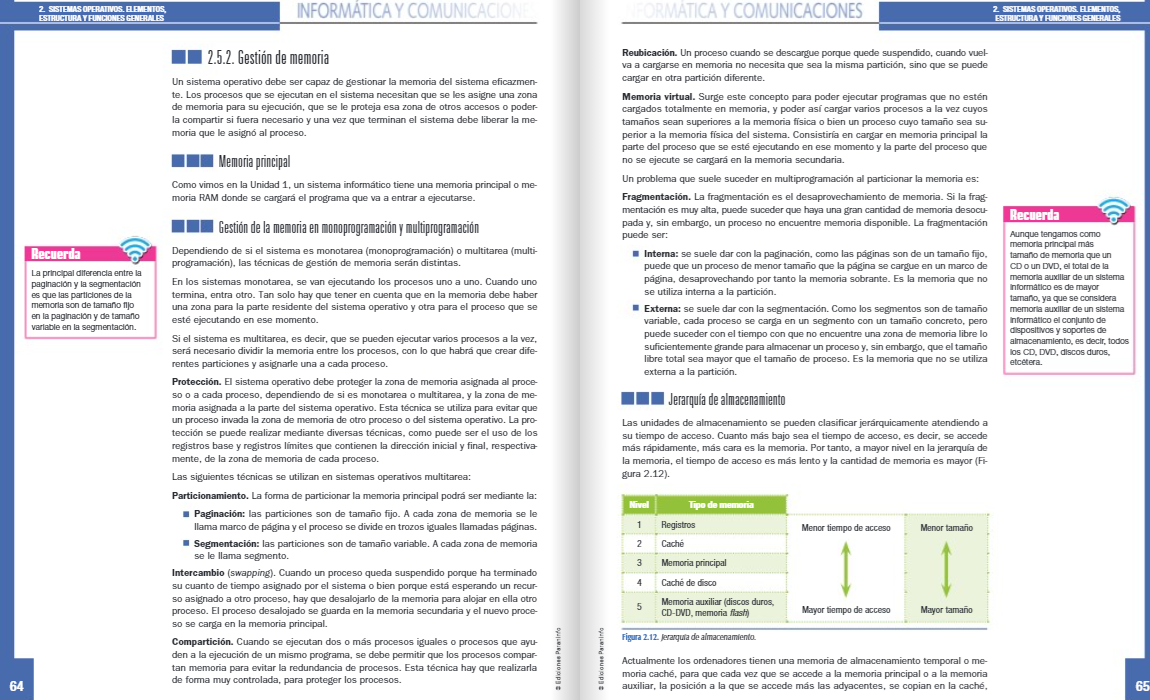 2. SISTEMAS OPERATIVOS. ELEMENTOS,
ESTRUCTURA Y FUNCIONES GENERALES
INFORMÁTICA Y COMUNICACIONE
2.5.2. Gestión de memoria
Un sistema operativo debe ser capaz de gestionar la memoria del sistema eficazmen-
te. Los procesos que se ejecutan en el sistema necesitan que se les asigne una zona
de memoria para su ejecución, que se le proteja esa zona de otros accesos o poder-
la compartir si fuera necesario y una vez que terminan el sistema debe liberar la me-
moria que le asignó al proceso.
Memoria principal
Como vimos en la Unidad 1, un sistema informático tiene una memoria principal o me-
moria RAM donde se cargará el programa que va a entrar a ejecutarse.
Gestión de la memoria en monoprogramación y multiprogramación
Dependiendo de si el sistema es monotarea (monoprogramación) o multitarea (multi-
programación), las técnicas de gestión de memoria serán distintas.
En los sistemas monotarea, se van ejecutando los procesos uno a uno. Cuando uno
termina, entra otro. Tan solo hay que tener en cuenta que en la memoria debe haber
una zona para la parte residente del sistema operativo y otra para el proceso que se
esté ejecutando en ese momento.
Si el sistema es multitarea, es decir, que se pueden ejecutar varios procesos a la vez,
será necesario dividir la memoria entre los procesos, con lo que habrá que crear dife-
rentes particiones y asignarle una a cada proceso.
Protección. El sistema operativo debe proteger la zona de memoria asignada al proce-
so o a cada proceso, dependiendo de si es monotarea o multitarea, y la zona de me-
moria asignada a la parte del sistema operativo. Esta técnica se utiliza para evitar que
un proceso invada la zona de memoria de otro proceso o del sistema operativo. La pro-
tección se puede realizar mediante diversas técnicas, como puede ser el uso de los
registros base y registros límites que contienen la dirección inicial y final, respectiva-
mente, de la zona de memoria de cada proceso.
Las siguientes técnicas se utilizan en sistemas operativos multitarea:
Particionamiento. La forma de particionar la memoria principal podrá ser mediante la:
Paginación: las particiones son de tamaño fijo. A cada zona de memoria se le
llama marco de página y el proceso se divide en trozos iguales llamadas páginas.
Segmentación: las particiones son de tamaño variable. A cada zona de memoria
se le llama segmento.
Intercambio (swapping). Cuando un proceso queda suspendido porque ha terminado
su cuanto de tiempo asignado por el sistema o bien porque está esperando un recur-
so asignado a otro proceso, hay que desalojarlo de la memoria para alojar en ella otro
proceso. El proceso desalojado se guarda en la memoria secundaria y el nuevo proce-
so se carga en la memoria principal.
Compartición. Cuando se ejecutan dos o más procesos iguales o procesos que ayu-
den a la ejecución de un mismo programa, se debe permitir que los procesos compar-
tan memoria para evitar la redundancia de procesos. Esta técnica hay que realizarla
de forma muy controlada, para proteger los procesos.
Recuerda
La principal diferencia entre la
paginación y la segmentación
es que las particiones de la
memoria son de tamaño fijo
en la paginación y de tamaño
variable en la segmentación.
© Ediciones Paraninfo
64
FORMÁTICA Y COMUNICACIONES
2. SISTEMAS OPERATIVOS. ELEMENTOS,
ESTRUCTURA Y FUNCIONES GENERALES
Reubicación. Un proceso cuando se descargue porque quede suspendido, cuando vuel-
va a cargarse en memoria no necesita que sea la misma partición, sino que se puede
cargar en otra partición diferente.
Memoria virtual. Surge este concepto para poder ejecutar programas que no estén
cargados totalmente en memoria, y poder así cargar varios procesos a la vez cuyos
tamaños sean superiores a la memoria física o bien un proceso cuyo tamaño sea su-
perior a la memoria física del sistema. Consistiría en cargar en memoria principal la
parte del proceso que se esté ejecutando en ese momento y la parte del proceso que
no se ejecute se cargará en la memoria secundaria.
Un problema que suele suceder en multiprogramación al particionar la memoria es:
Fragmentación. La fragmentación es el desaprovechamiento de memoria. Si la frag-
mentación es muy alta, puede suceder que haya una gran cantidad de memoria desocu-
pada y, sin embargo, un proceso no encuentre memoria disponible. La fragmentación
puede ser:
Interna: se suele dar con la paginación, como las páginas son de un tamaño fijo,
puede que un proceso de menor tamaño que la página se cargue en un marco de
página, desaprovechando por tanto la memoria sobrante. Es la memoria que no
se utiliza interna a la partición.
Externa: se suele dar con la segmentación. Como los segmentos son de tamaño
variable, cada proceso se carga en un segmento con un tamaño concreto, pero
puede suceder con el tiempo con que no encuentre una zona de memoria libre lo
suficientemente grande para almacenar un proceso y, sin embargo, que el tamaño
libre total sea mayor que el tamaño de proceso. Es la memoria que no se utiliza
externa a la partición.
Jerarquía de almacenamiento
Las unidades de almacenamiento se pueden clasificar jerárquicamente atendiendo a
su tiempo de acceso. Cuanto más bajo sea el tiempo de acceso, es decir, se accede
más rápidamente, más cara es la memoria. Por tanto, a mayor nivel en la jerarquía de
la memoria, el tiempo de acceso es más lento y la cantidad de memoria es mayor (Fi-
gura 2.12).
Nivel Tipo de memoria
1 Registros Menor tiempo de acceso Menor tamaño
2 Caché
3 Memoria principal
4 Caché de disco
5 Memoria auxiliar (discos duros,
CD-DVD, memoria flash) Mayor tiempo de acceso Mayor tamaño
Figura 2.12. Jerarquía de almacenamiento.
Actualmente los ordenadores tienen una memoria de almacenamiento temporal o me-
moria caché, para que cada vez que se accede a la memoria principal o a la memoria
auxiliar, la posición a la que se accede más las adyacentes, se copian en la caché,
Recuerda
Aunque tengamos como
memoria principal más
tamaño de memoria que un
CD o un DVD, el total de la
memoria auxiliar de un sistema
informático es de mayor
tamaño, ya que se considera
memoria auxiliar de un sistema
informático el conjunto de
dispositivos y soportes de
almacenamiento, es decir, todos
los CD, DVD, discos duros,
etcétera.
© Ediciones Paraninfo
65